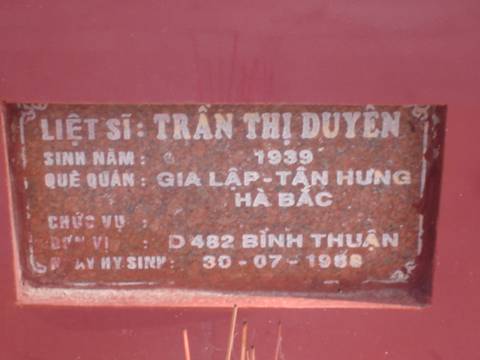 LIỆT SĨ : TRẦN THỊ DUYÊN
SINH NĂM : 1939
QUÊ QUÁN : GIA LẬP - TÂN HƯNG
HÀ BẮC
CHỨC VỤ :
ĐƠN VỊ : D 482 BÌNH THUẬN
NGÀY HY SINH : 30 - 07 - 1968